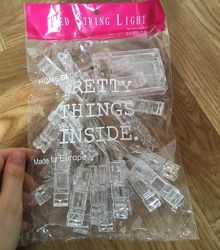 LED STRING LIGHT
HOME DECO
PRETTY
THINGS
INSIDE.
Made for Europe